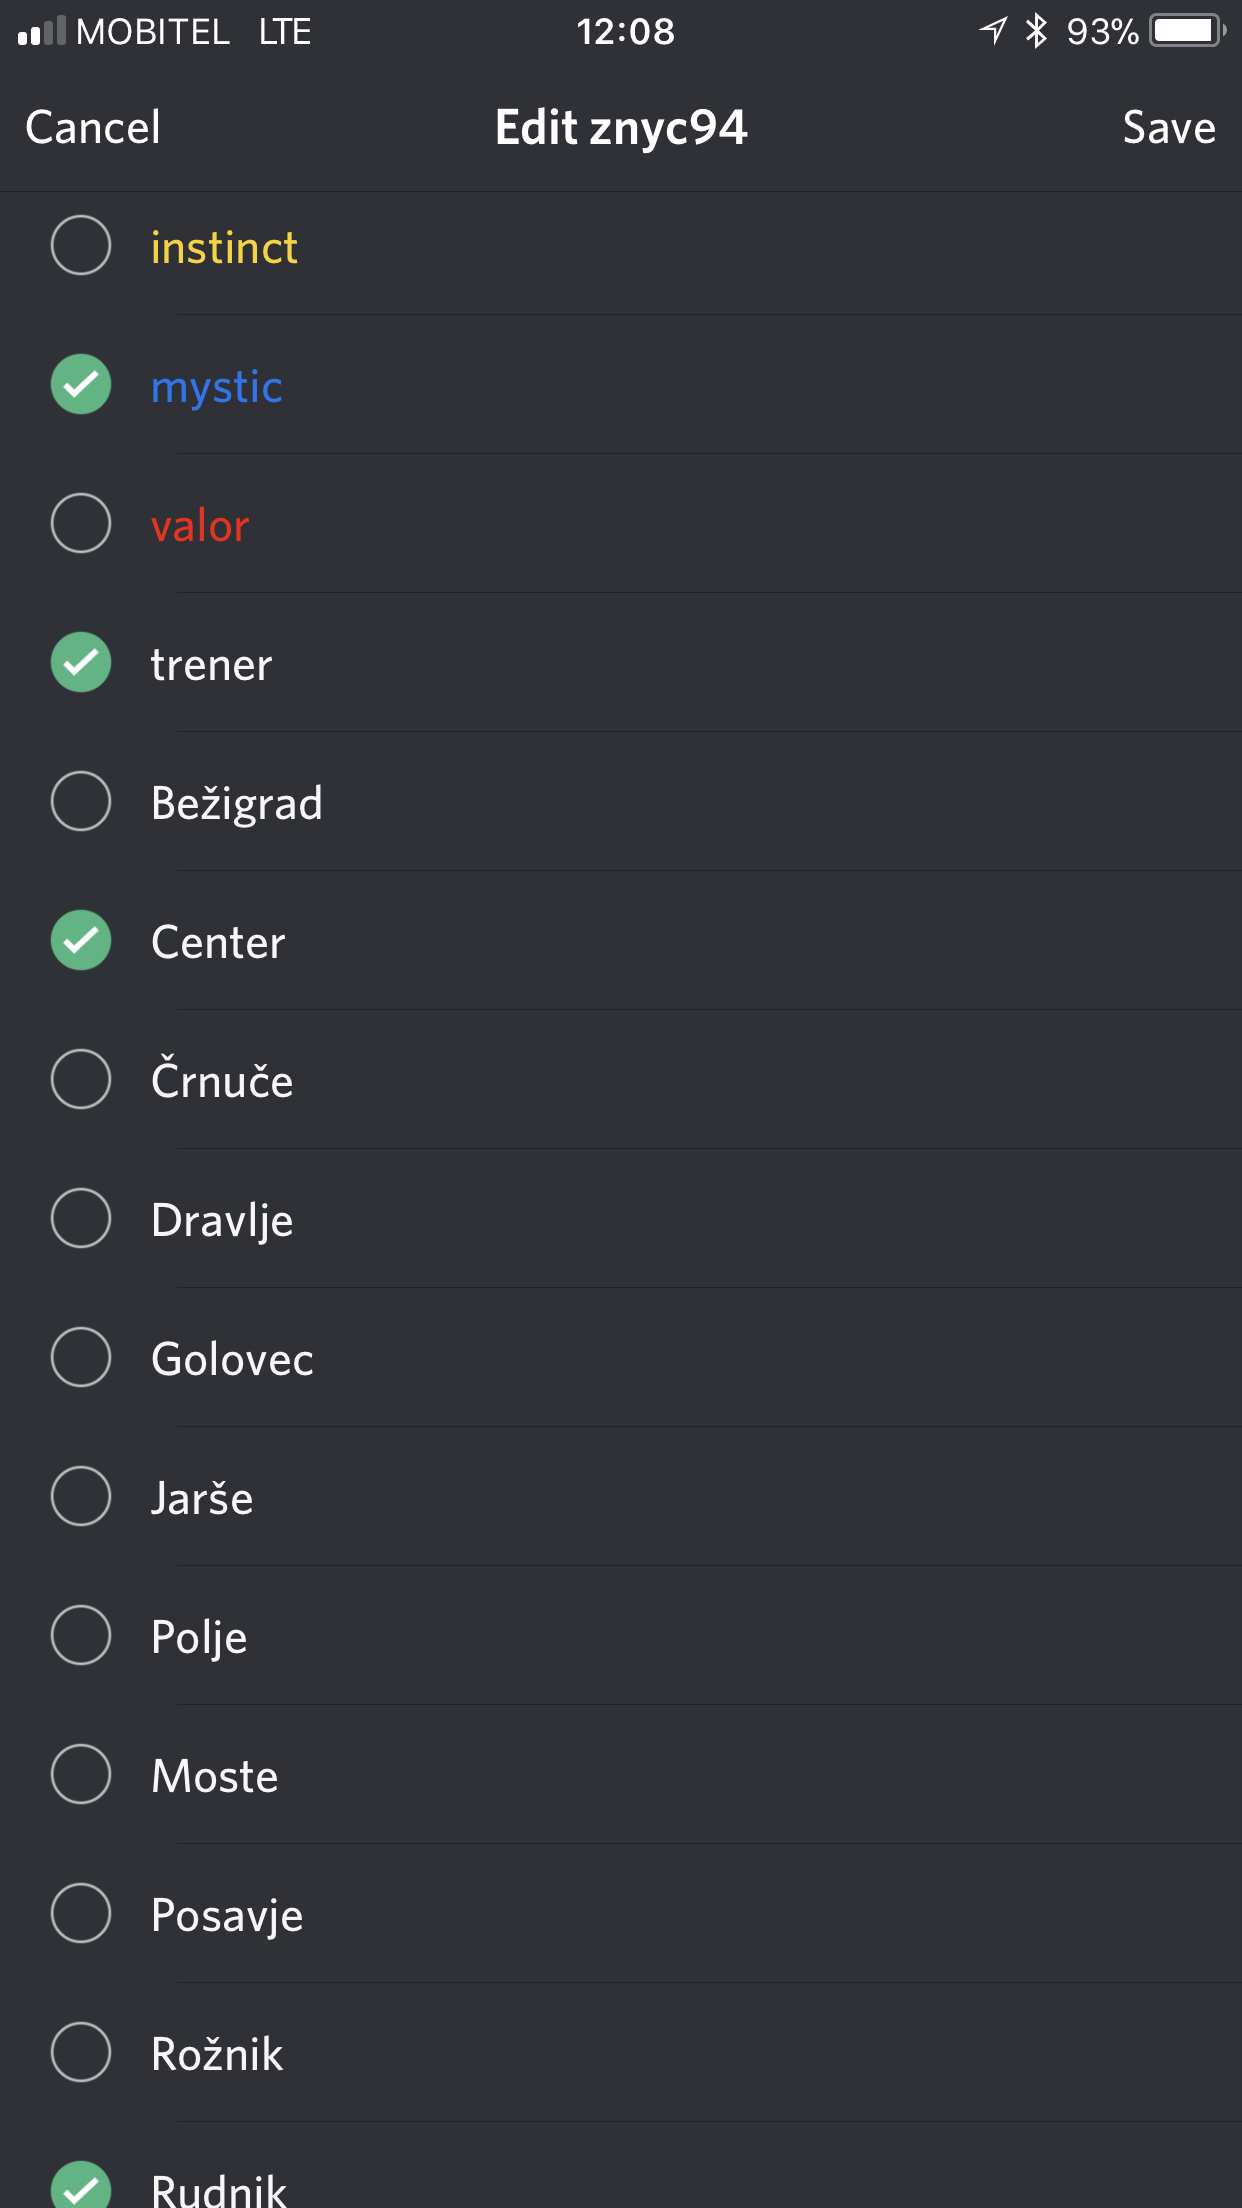 MOBITEL LTE 12:08 93%
Cancel Edit znyc94 Save
instinct
mystic
valor
trener
Bežigrad
Center
Črnuče
Dravlje
Golovec
Jarše
Polje
Moste
Posavje
Rožnik
Rudnik